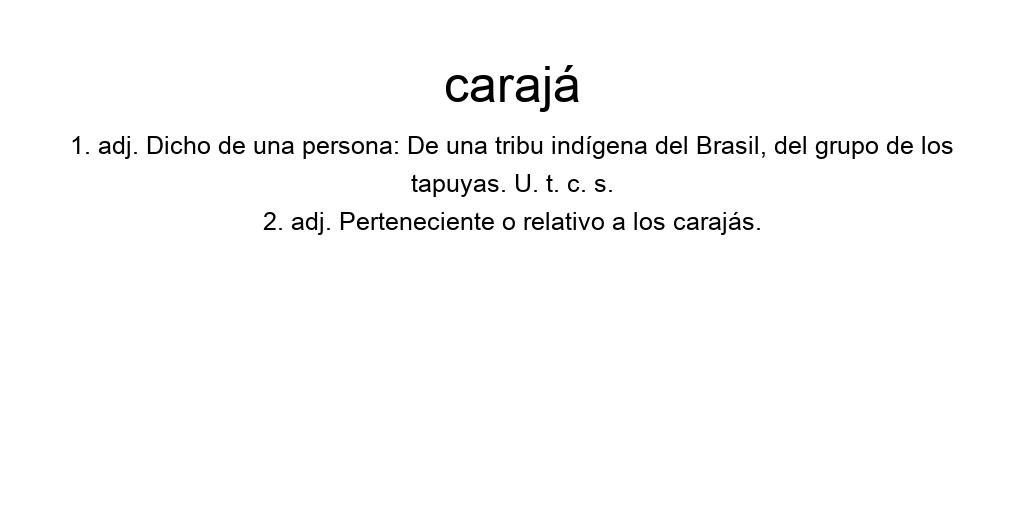 carajá
1. adj. Dicho de una persona: De una tribu indígena del Brasil, del grupo de los
tapuyas. U. t. c. s.
2. adj. Perteneciente o relativo a los carajás.